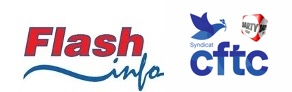 Flash
info
Syndicat
cftc